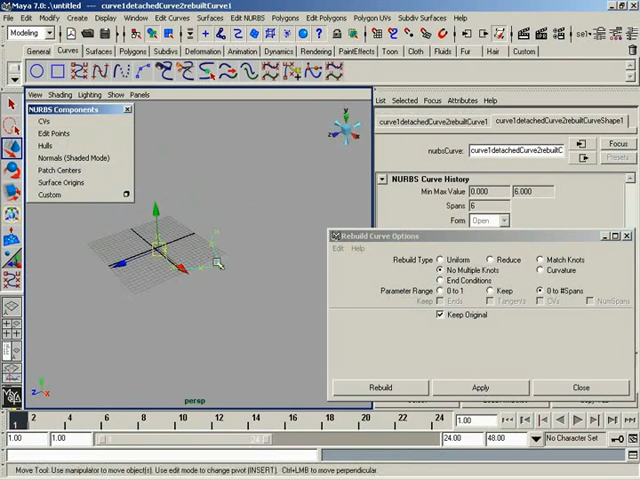 Maya 7.0: .\untitled --- curve1detachedCurve2rebuiltCurve1
File Edit Modify Create Display Window Edit Curves Surfaces Edit NURBS Polygons Edit Polygons Polygon UVs Subdiv Surfaces Help
Modeling
General Curves Surfaces Polygons Subdivs Deformation Animation Dynamics Rendering PaintEffects Toon Cloth Fluids Fur Hair Custom
View Shading Lighting Show Panels
List Selected Focus Attributes Help
NURBS Components
CVs
Edit Points
Hulls
Normals (Shaded Mode)
Patch Centers
Surface Origins
Custom
curve1detachedCurve2rebuiltCurve1 curve1detachedCurve2rebuiltCurveShape1
nurbsCurve: curve1detachedCurve2rebuiltC
Focus
Presets
NURBS Curve History
Min Max Value 0.000 6.000
Spans 6
Form Open
Rebuild Curve Options
Edit Help
Rebuild Type Uniform Reduce Match Knots
No Multiple Knots Curvature
End Conditions
Parameter Range 0 to 1 Keep 0 to #Spans
Keep Ends Tangents CVs NumSpans
Keep Original
Rebuild Apply Close
y
z
x
persp
1 2 4 6 8 10 12 14 16 18 20 22 24 1.00
1.00 1.00 24.00 48.00 No Character Set
Move Tool: Use manipulator to move object(s). Use edit mode to change pivot (INSERT). Ctrl+LMB to move perpendicular.